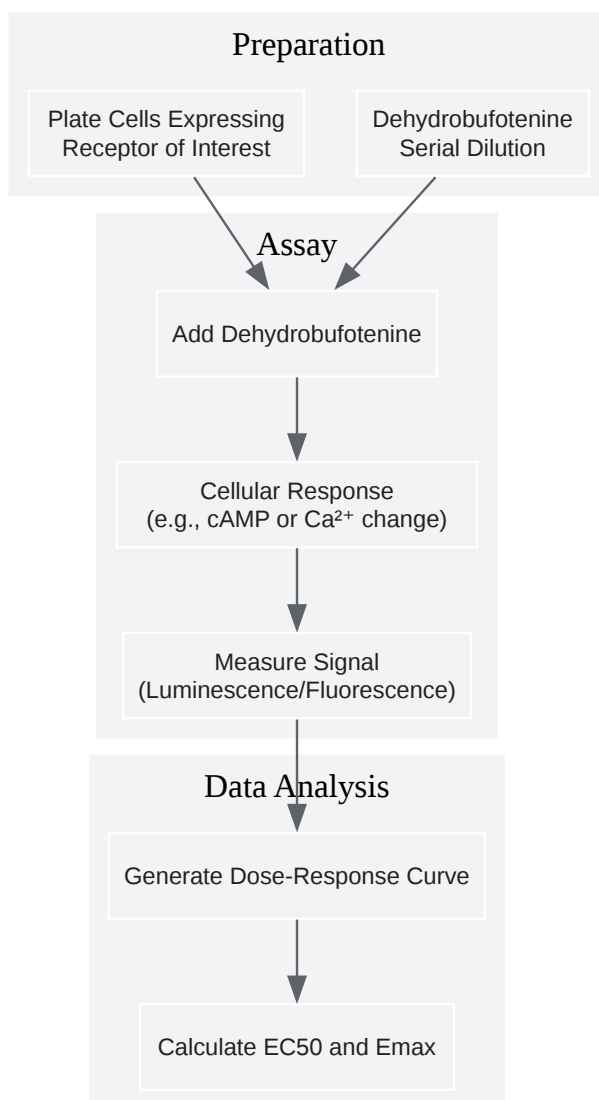 Preparation
Plate Cells Expressing
Receptor of Interest
Dehydrobufotenine
Serial Dilution
Assay
Add Dehydrobufotenine
Cellular Response
(e.g., cAMP or Ca²⁺ change)
Measure Signal
(Luminescence/Fluorescence)
Data Analysis
Generate Dose-Response Curve
Calculate EC50 and Emax